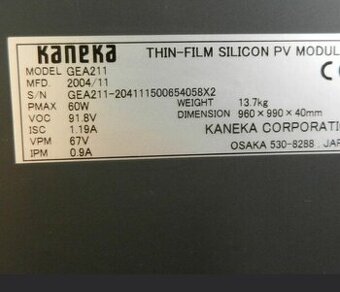 Kaneka THIN-FILM SILICON PV MODUL
MODEL GEA211
MFD. 2004/11 CE
S/N GEA211-204111500654058X2
PMAX 60W WEIGHT 13.7kg
VOC 91.8V DIMENSION 960×990×40mm
ISC 1.19A KANEKA CORPORATION
VPM 67V OSAKA 530-8288 JAP
IPM 0.9A